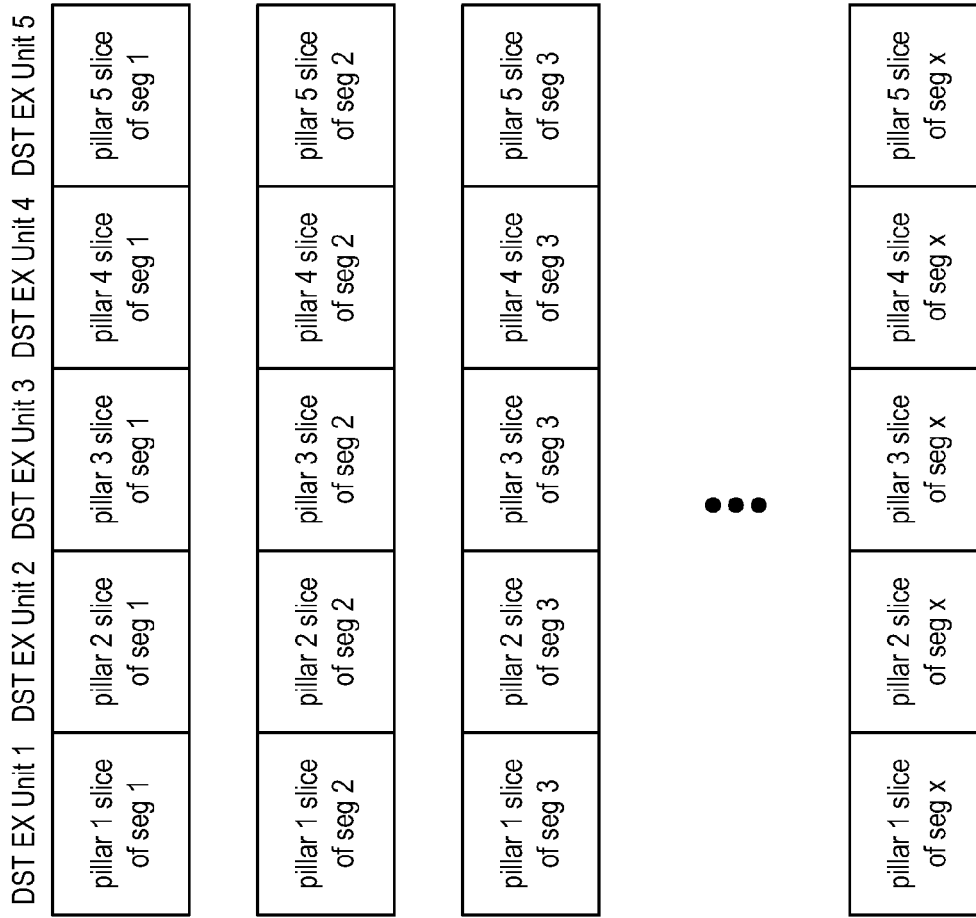 DST EX Unit 1
DST EX Unit 2
DST EX Unit 3
DST EX Unit 4
DST EX Unit 5
pillar 1 slice
of seg 1
pillar 2 slice
of seg 1
pillar 3 slice
of seg 1
pillar 4 slice
of seg 1
pillar 5 slice
of seg 1
pillar 1 slice
of seg 2
pillar 2 slice
of seg 2
pillar 3 slice
of seg 2
pillar 4 slice
of seg 2
pillar 5 slice
of seg 2
pillar 1 slice
of seg 3
pillar 2 slice
of seg 3
pillar 3 slice
of seg 3
pillar 4 slice
of seg 3
pillar 5 slice
of seg 3
pillar 1 slice
of seg x
pillar 2 slice
of seg x
pillar 3 slice
of seg x
pillar 4 slice
of seg x
pillar 5 slice
of seg x